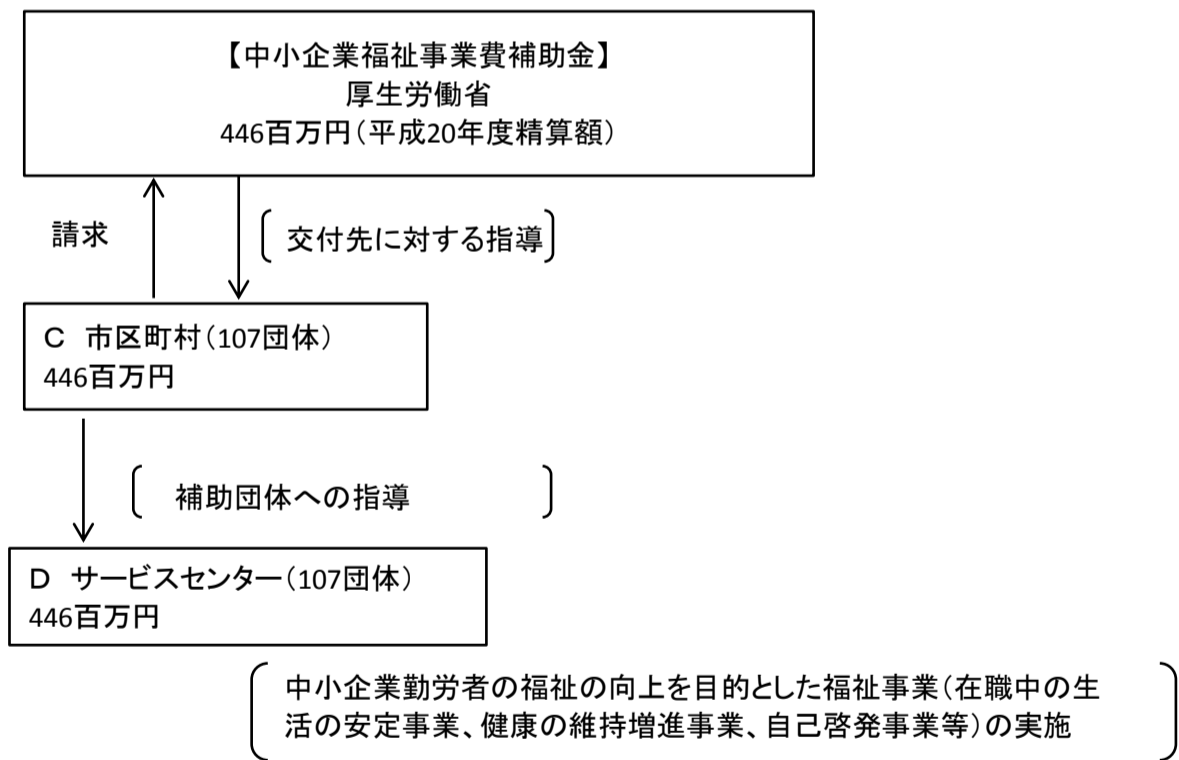 【中小企業福祉事業費補助金】
厚生労働省
446百万円（平成20年度精算額）
請求
交付先に対する指導
C 市区町村（107団体）
446百万円
補助団体への指導
D サービスセンター（107団体）
446百万円
中小企業勤労者の福祉の向上を目的とした福祉事業（在職中の生
活の安定事業、健康の維持増進事業、自己啓発事業等）の実施